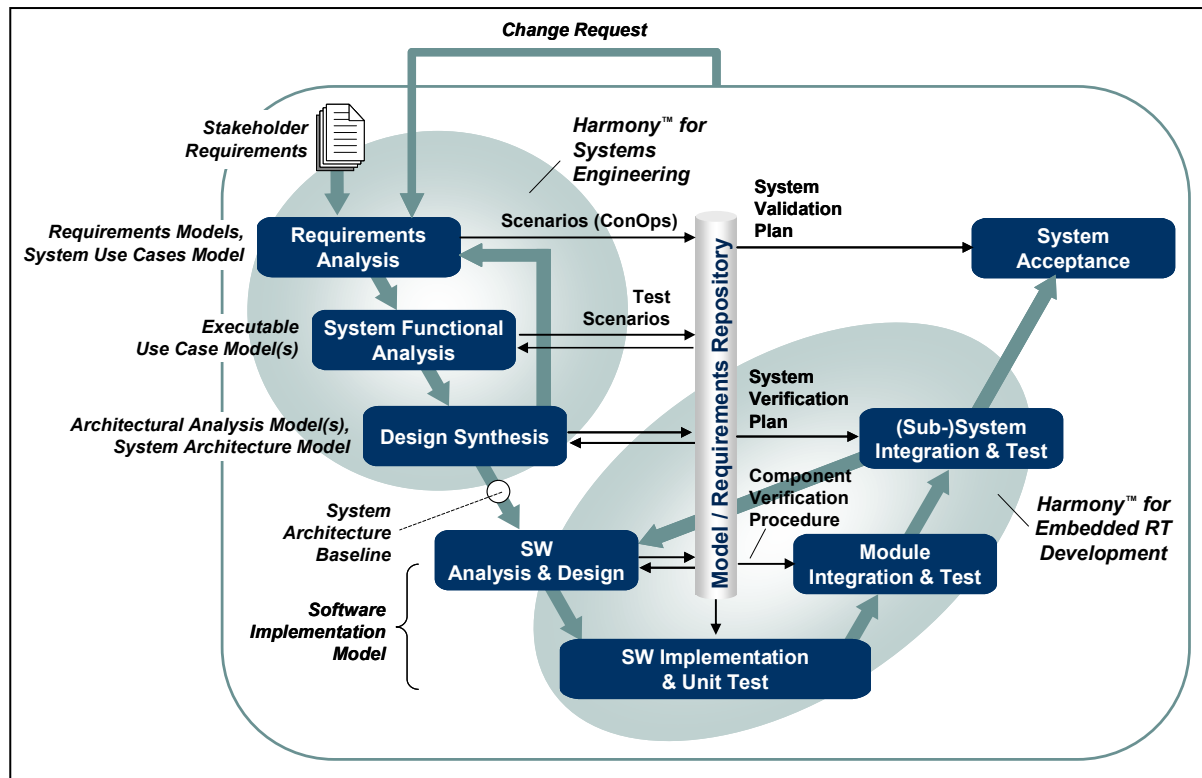 Change Request
Stakeholder
Requirements
Harmony™ for
Systems
Engineering
Requirements Models,
System Use Cases Model
Requirements
Analysis
Scenarios (ConOps)
System
Validation
Plan
System
Acceptance
Executable
Use Case Model(s)
System Functional
Analysis
Test
Scenarios
Model / Requirements Repository
Architectural Analysis Model(s),
System Architecture Model
Design Synthesis
System
Verification
Plan
(Sub-)System
Integration & Test
System
Architecture
Baseline
Component
Verification
Procedure
Harmony™ for
Embedded RT
Development
SW
Analysis & Design
Module
Integration & Test
Software
Implementation
Model
SW Implementation
& Unit Test